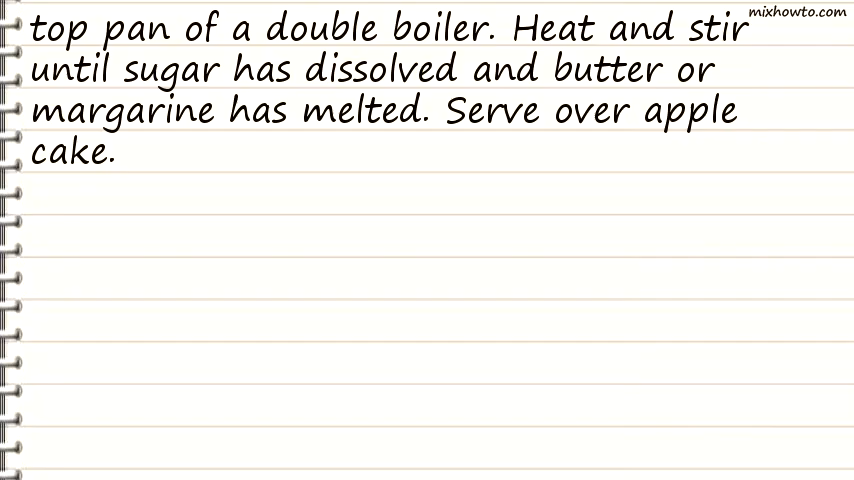 mixhowto.com
top pan of a double boiler. Heat and stir
until sugar has dissolved and butter or
margarine has melted. Serve over apple
cake.